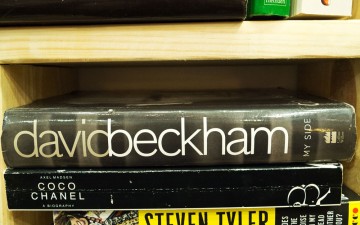 davidbeckham
MY SIDE
AXEL MADSEN
COCO
CHANEL
A BIOGRAPHY
STEVEN TYLER